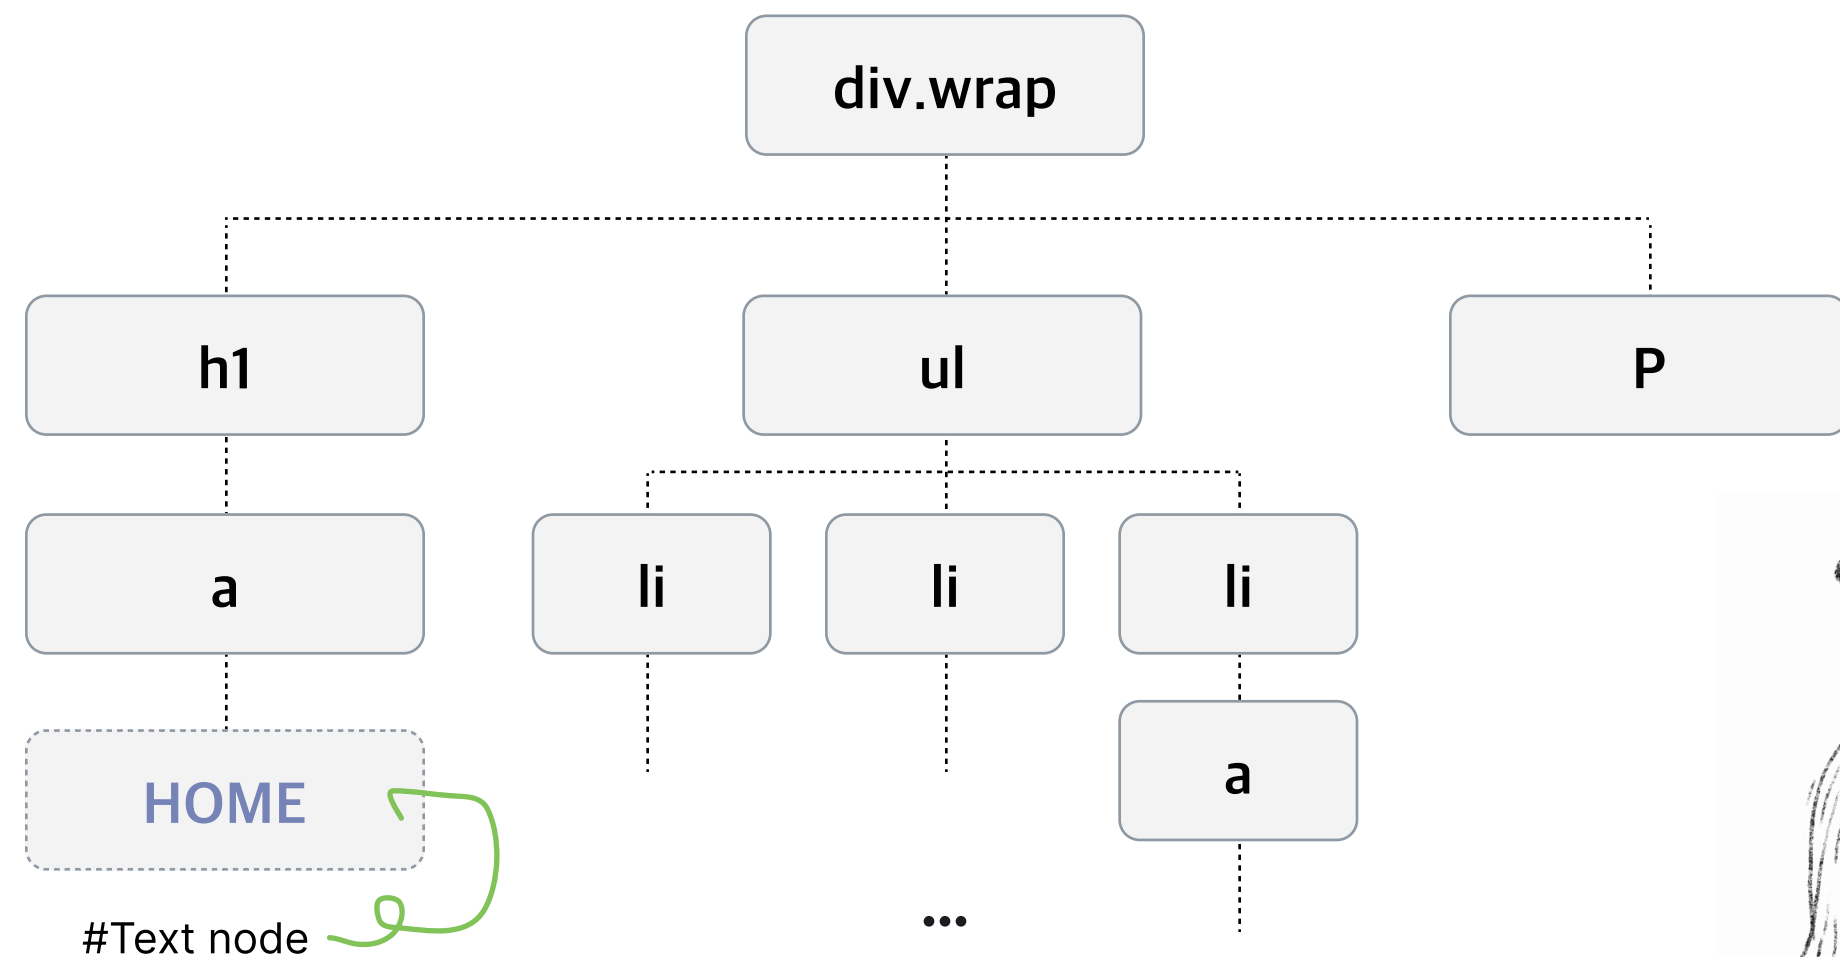 div.wrap
h1
ul
P
a
li
li
li
a
HOME
#Text node
...